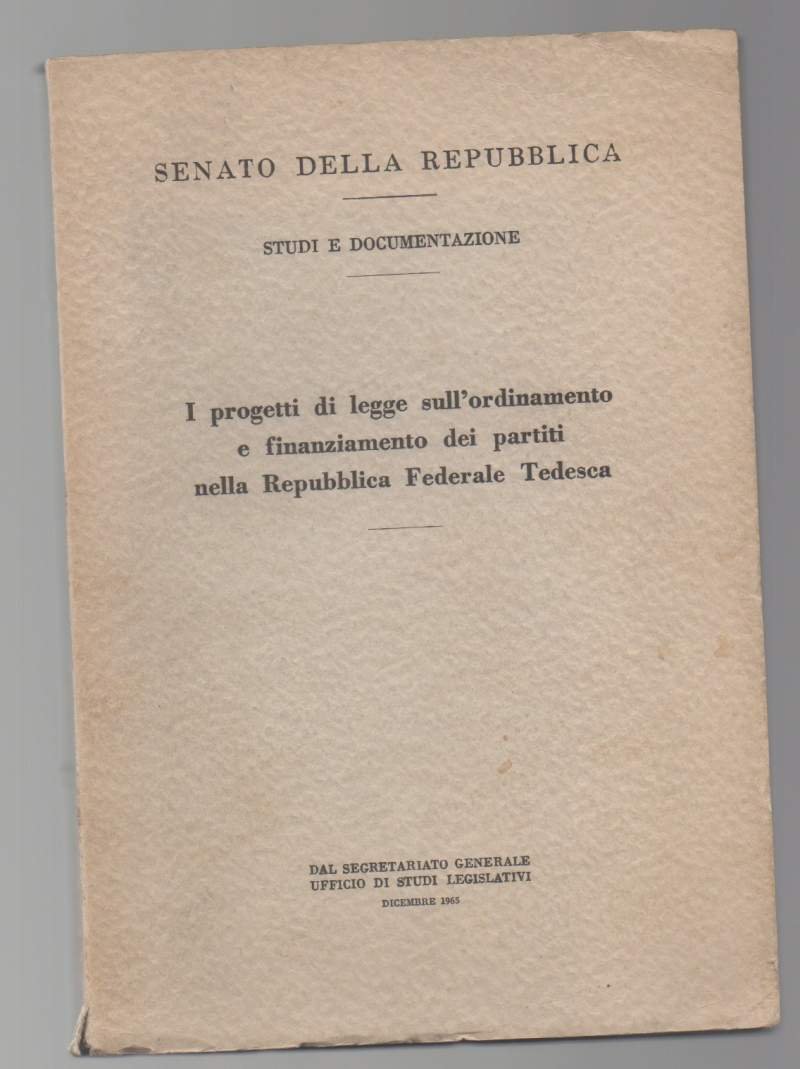 SENATO DELLA REPUBBLICA
STUDI E DOCUMENTAZIONE
I progetti di legge sull'ordinamento
e finanziamento dei partiti
nella Repubblica Federale Tedesca
DAL SEGRETARIATO GENERALE
UFFICIO DI STUDI LEGISLATIVI
DICEMBRE 1965